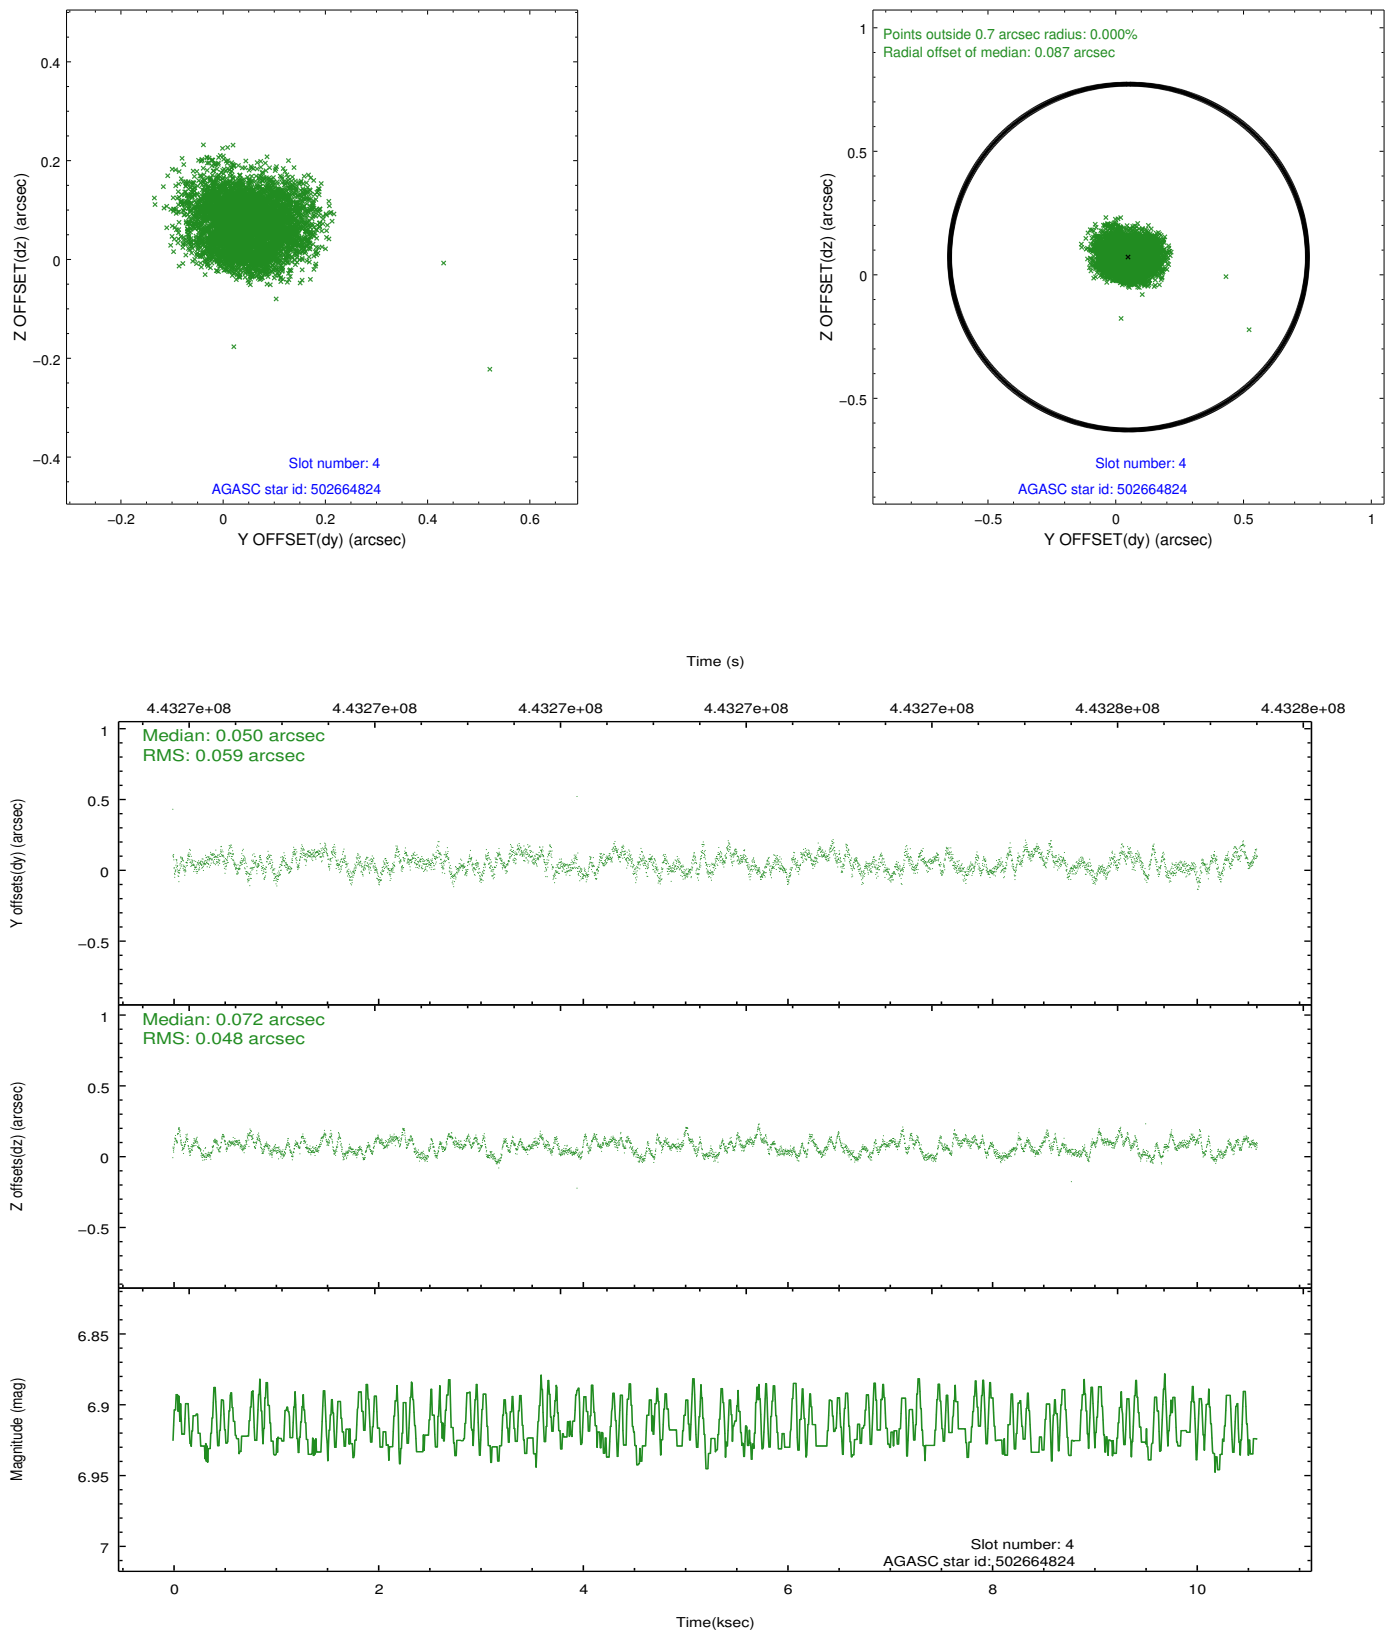 0.4
0.2
0
−0.2
−0.4
Z OFFSET(dz) (arcsec)
Slot number: 4
AGASC star id: 502664824
−0.2 0 0.2 0.4 0.6
Y OFFSET(dy) (arcsec)
Points outside 0.7 arcsec radius: 0.000%
Radial offset of median: 0.087 arcsec
1
0.5
0
−0.5
Z OFFSET(dz) (arcsec)
Slot number: 4
AGASC star id: 502664824
−0.5 0 0.5 1
Y OFFSET(dy) (arcsec)
Time (s)
4.4327e+08 4.4327e+08 4.4327e+08 4.4327e+08 4.4327e+08 4.4328e+08 4.4328e+08
Median: 0.050 arcsec
RMS: 0.059 arcsec
1
0.5
0
−0.5
Y offsets(dy) (arcsec)
Median: 0.072 arcsec
RMS: 0.048 arcsec
1
0.5
0
−0.5
Z offsets(dz) (arcsec)
6.85
6.9
6.95
7
Magnitude (mag)
Slot number: 4
AGASC star id: 502664824
0 2 4 6 8 10
Time(ksec)